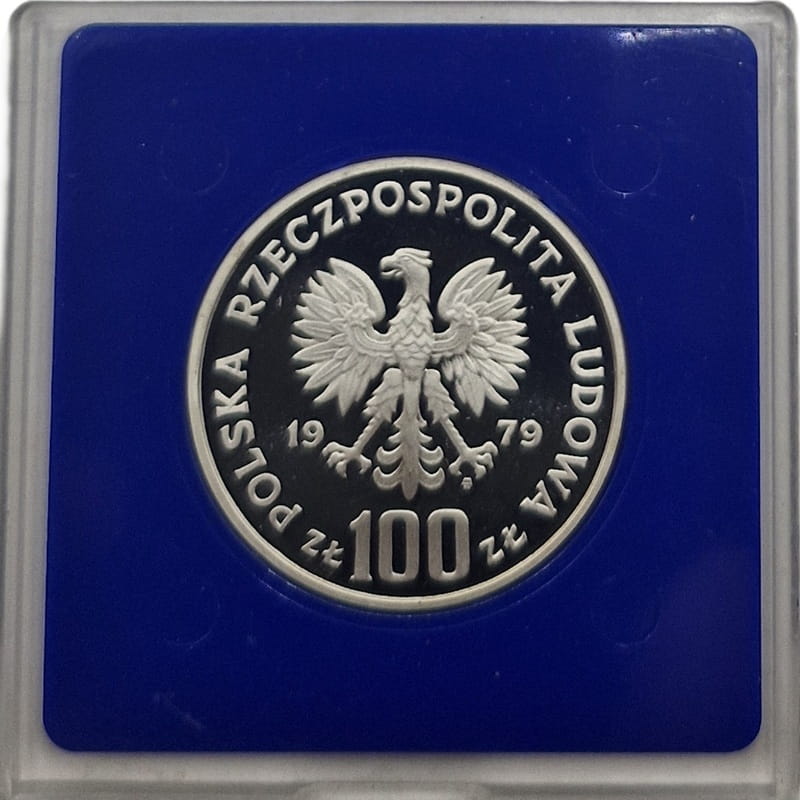 POLSKA RZECZPOSPOLITA LUDOWA
19 79
zł 100 zł